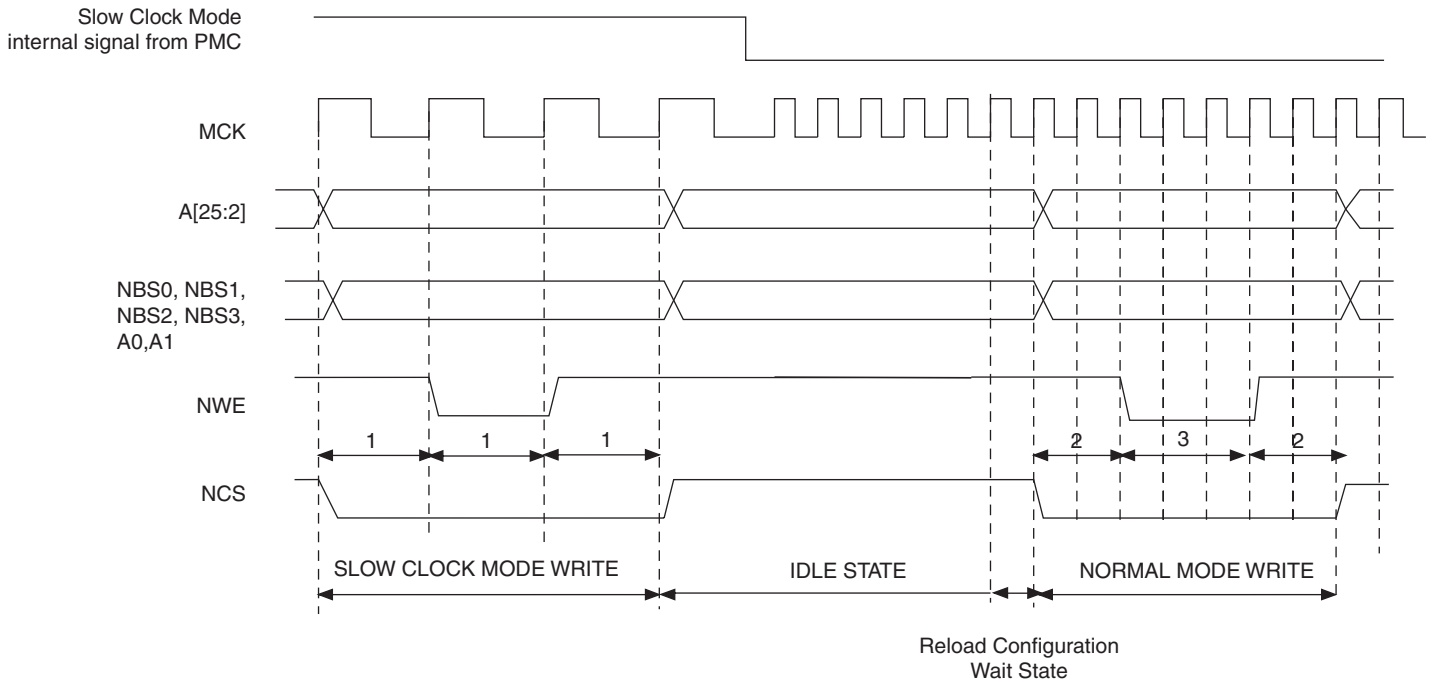 Slow Clock Mode
internal signal from PMC
MCK
A[25:2]
NBS0, NBS1,
NBS2, NBS3,
A0,A1
NWE
1 1 1 2 3 2
NCS
SLOW CLOCK MODE WRITE IDLE STATE NORMAL MODE WRITE
Reload Configuration
Wait State